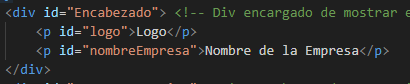 <div id="Encabezado"> <!-- Div encargado de mostrar e
<p id="logo">Logo</p>
<p id="nombreEmpresa">Nombre de la Empresa</p>
</div>